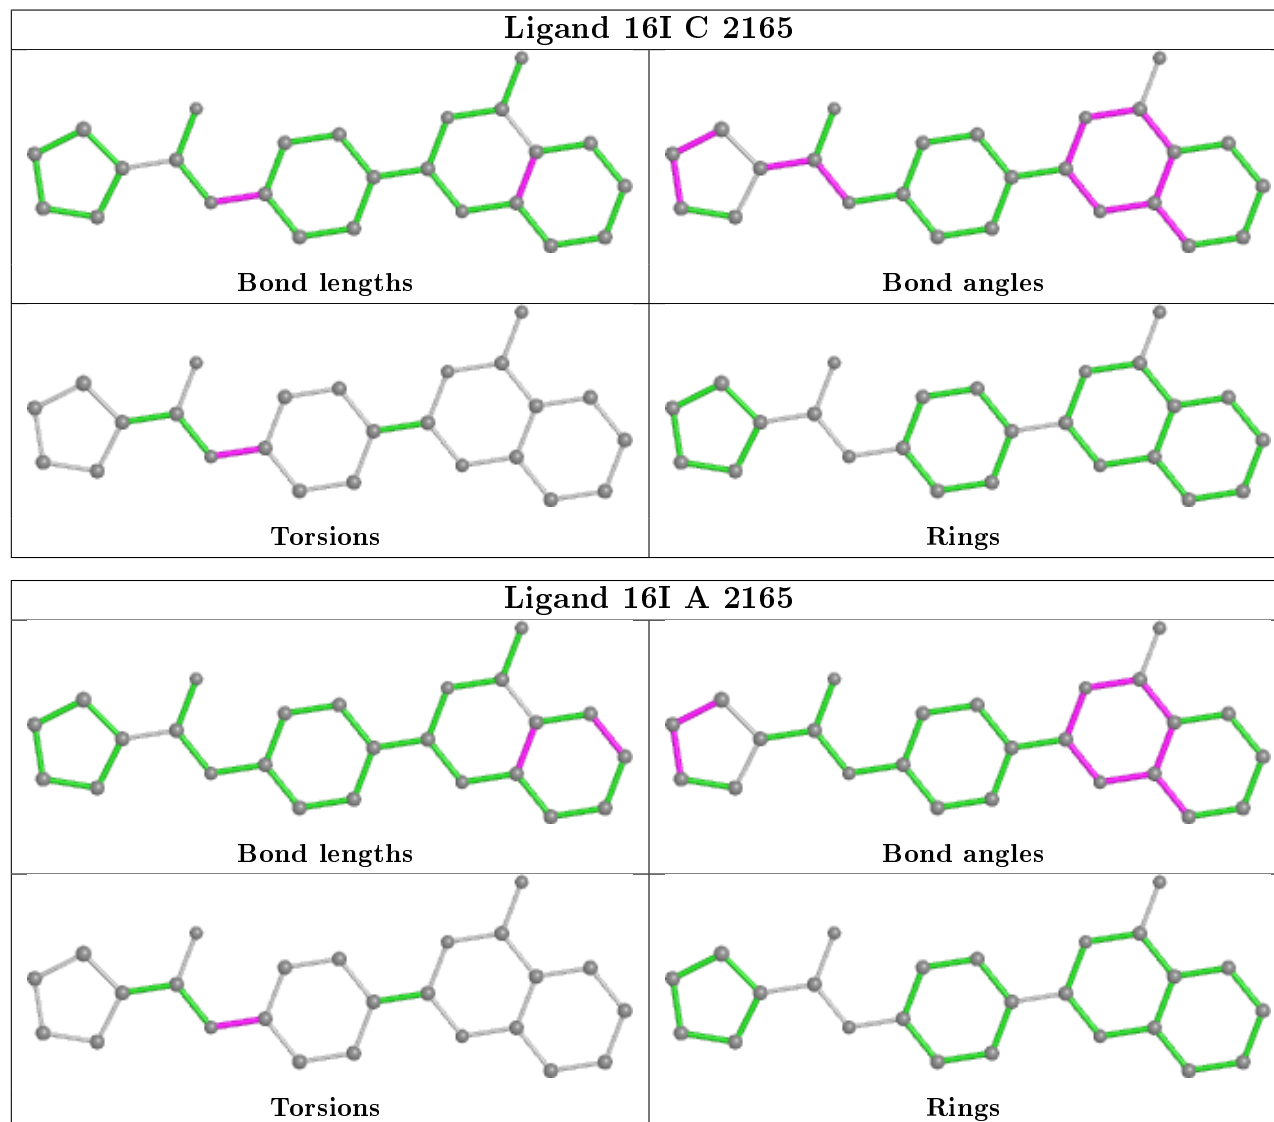 Ligand 16I C 2165
Bond lengths
Bond angles
Torsions
Rings
Ligand 16I A 2165
Bond lengths
Bond angles
Torsions
Rings